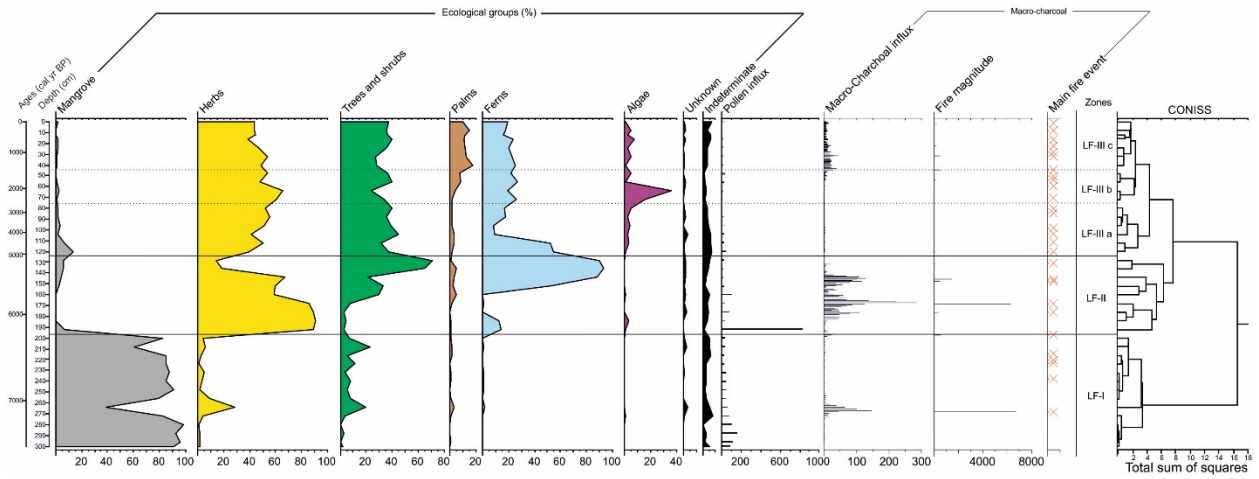 Ecological groups (%)
Macro-charcoal
Ages (cal yr BP)
Depth (cm)
Mangrove
Herbs
Trees and shrubs
Palms
Ferns
Algae
Unknown
Indeterminate
Pollen influx
Macro-Charchoal influx
Fire magnitude
Main fire event
Zones
CONISS
0
1000
2000
3000
5000
6000
7000
0
10
20
30
40
50
60
70
80
90
100
110
120
130
140
150
160
170
180
190
200
210
220
230
240
250
260
270
280
290
300
LF-III c
LF-III b
LF-III a
LF-II
LF-I
20 40 60 80 100
20 40 60 80 100
20 40 60 80 100
20
20 40 60 80 100
20 40
200 600 1000
0 100 200 300
0 4000 8000
2 4 6 8 10 12 14 16 18
Total sum of squares